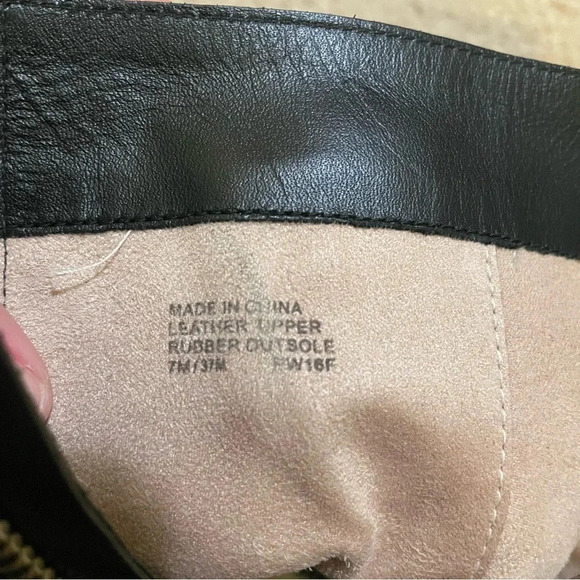 MADE IN CHINA
LEATHER UPPER
RUBBER OUTSOLE
7M/37M FW16F